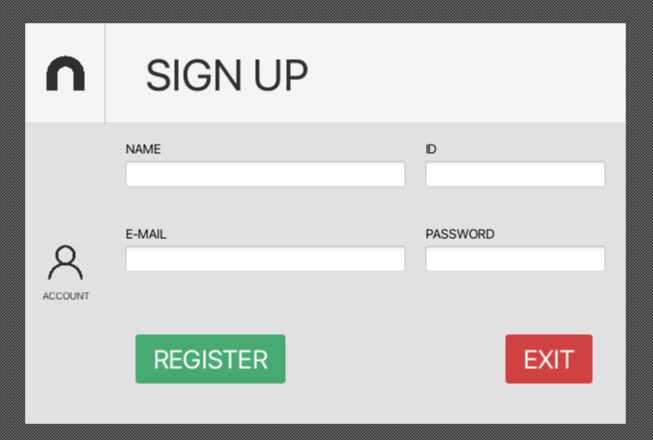 SIGN UP
NAME
ID
E-MAIL
PASSWORD
ACCOUNT
REGISTER
EXIT